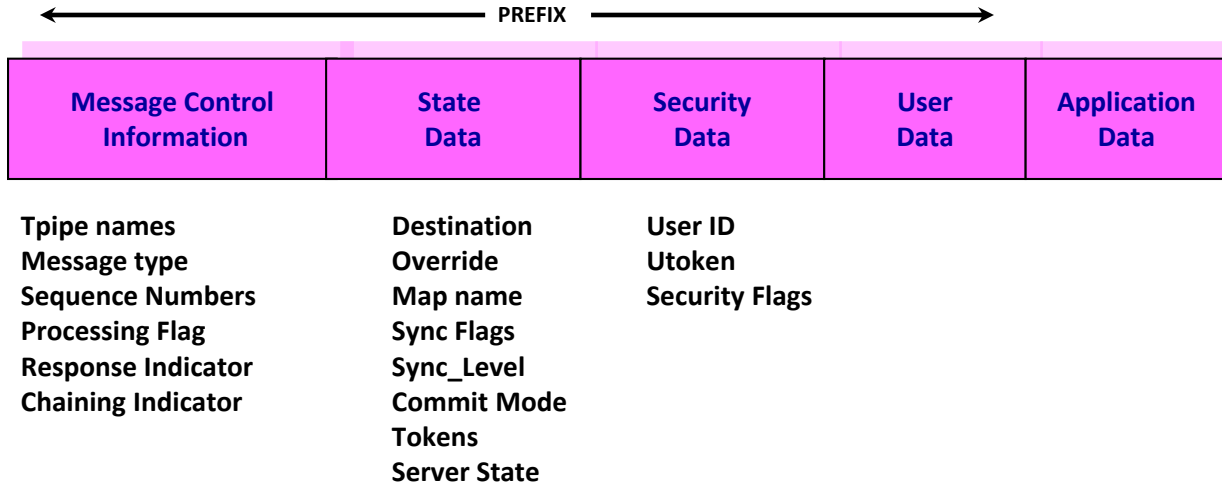 PREFIX
Message Control
Information
State
Data
Security
Data
User
Data
Application
Data
Tpipe names
Message type
Sequence Numbers
Processing Flag
Response Indicator
Chaining Indicator
Destination
Override
Map name
Sync Flags
Sync_Level
Commit Mode
Tokens
Server State
User ID
Utoken
Security Flags